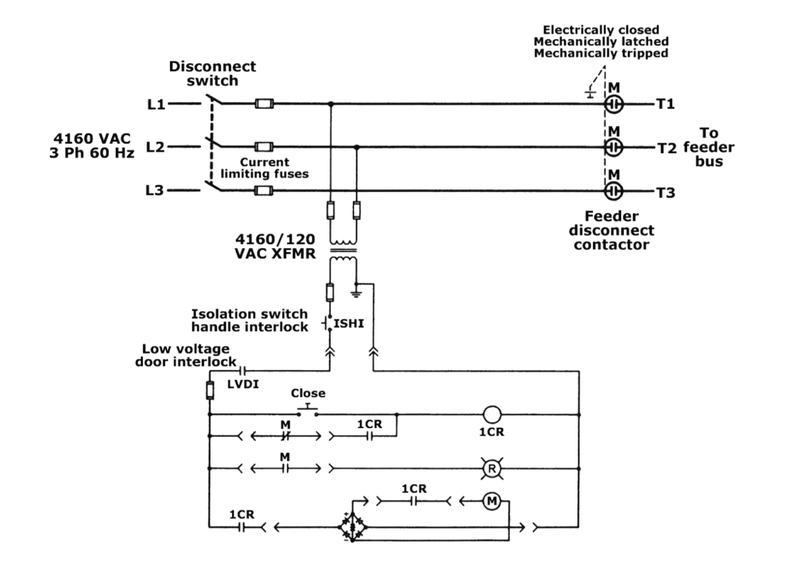 Electrically closed
Mechanically latched
Mechanically tripped
Disconnect
switch
M
L1
T1
4160 VAC
3 Ph 60 Hz
L2
M
T2
To
feeder
bus
Current
limiting fuses
L3
M
T3
Feeder
disconnect
contactor
4160/120
VAC XFMR
Isolation switch
handle interlock
ISHI
Low voltage
door interlock
LVDI
Close
1CR
M
1CR
M
R
1CR
M
1CR
+
-